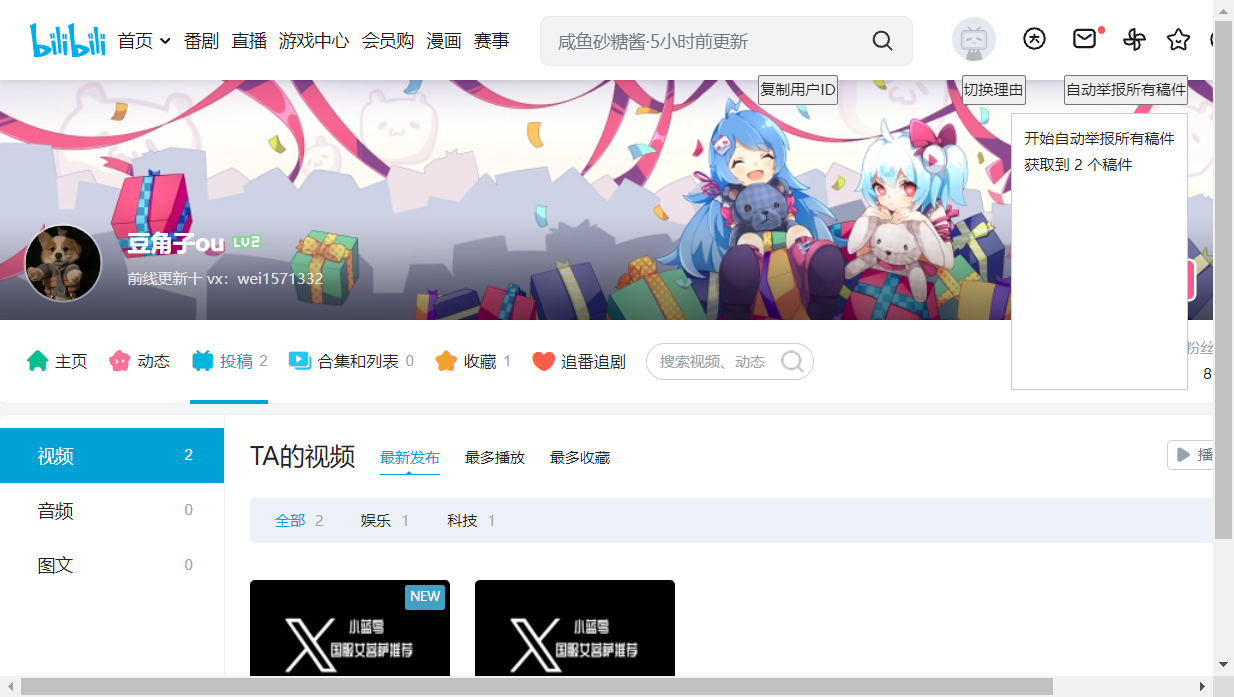 bilibili
首页 番剧 直播 游戏中心 会员购 漫画 赛事
咸鱼砂糖酱·5小时前更新
复制用户ID
切换理由
自动举报所有稿件
开始自动举报所有稿件
获取到 2 个稿件
豆角子ou LV2
前线更新十 vx：wei1571332
主页 动态 投稿 2 合集和列表 0 收藏 1 追番追剧
搜索视频、动态
粉丝
8
视频 2
音频 0
图文 0
TA的视频 最新发布 最多播放 最多收藏
播
全部 2 娱乐 1 科技 1
NEW
X 小蓝号
国服女菩萨推荐
X 小蓝号
国服女菩萨推荐